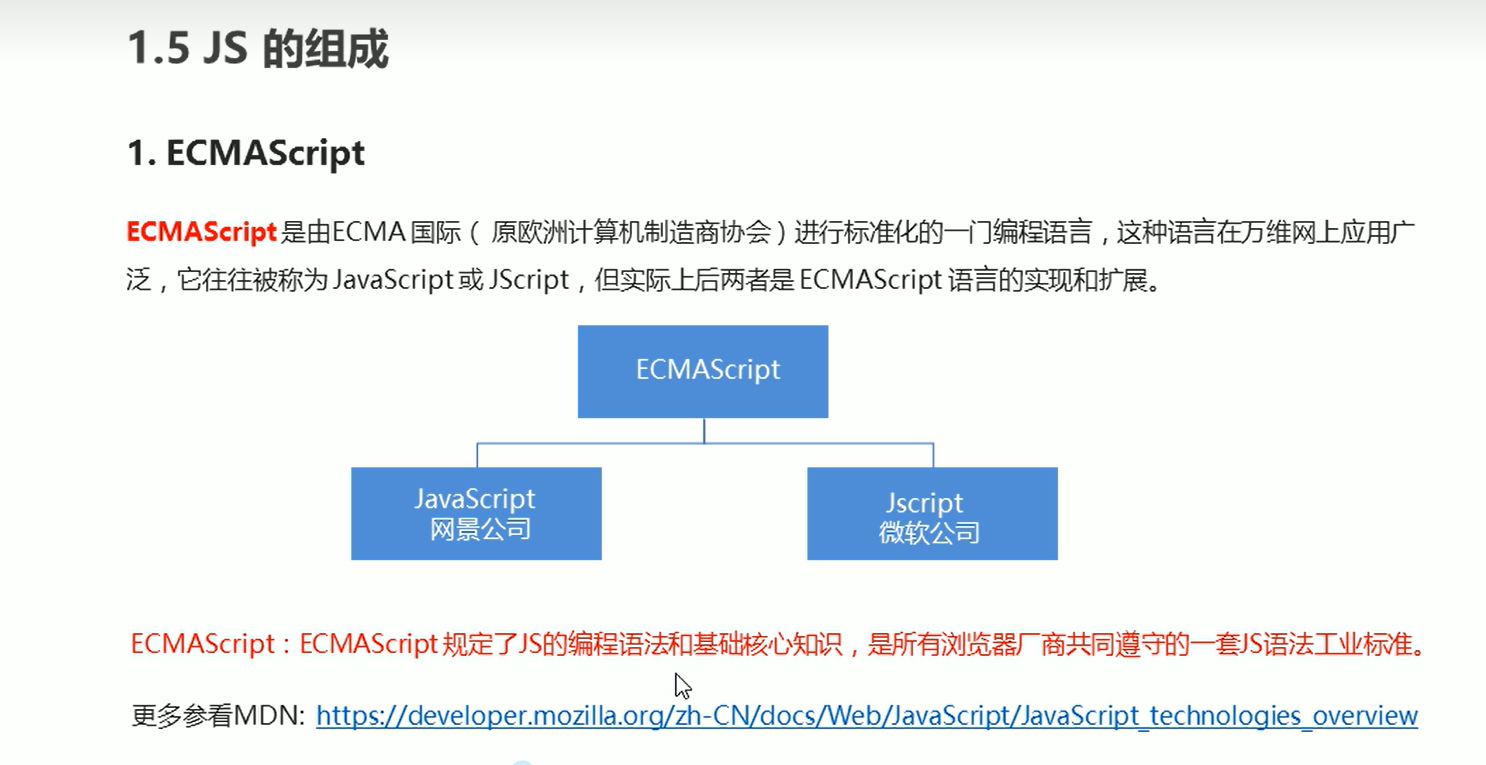 1.5 JS 的组成
1. ECMAScript
ECMAScript 是由ECMA 国际（ 原欧洲计算机制造商协会）进行标准化的一门编程语言，这种语言在万维网上应用广
泛，它往往被称为 JavaScript 或 JScript，但实际上后两者是 ECMAScript 语言的实现和扩展。
ECMAScript
JavaScript
网景公司
Jscript
微软公司
ECMAScript：ECMAScript 规定了JS的编程语法和基础核心知识，是所有浏览器厂商共同遵守的一套JS语法工业标准。
更多参看MDN: https://developer.mozilla.org/zh-CN/docs/Web/JavaScript/JavaScript_technologies_overview